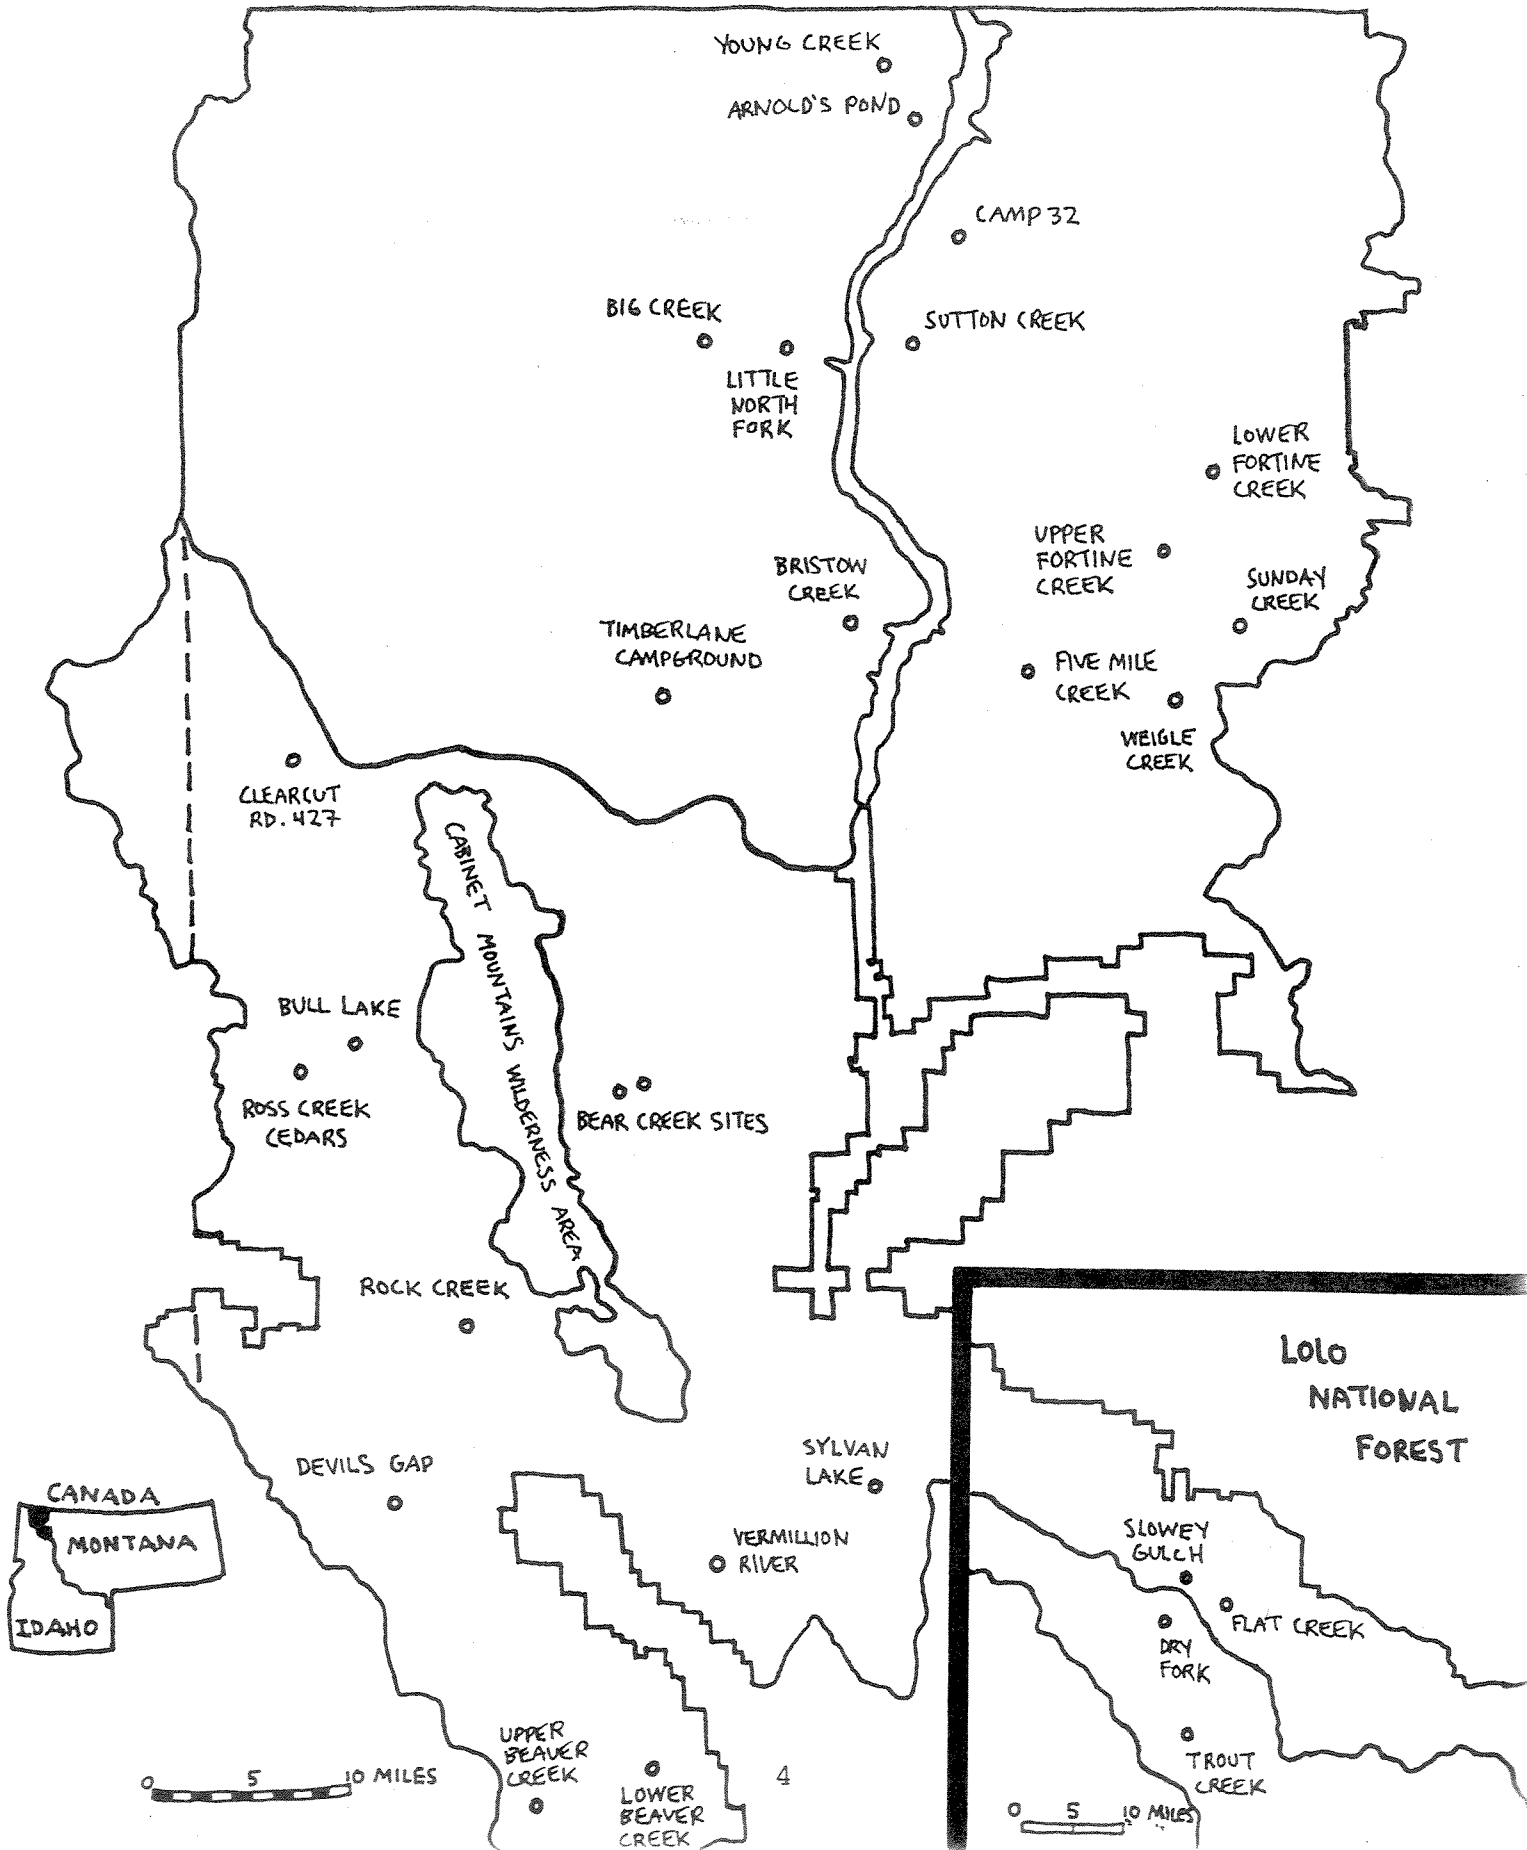 YOUNG CREEK
ARNOLD'S POND
CAMP 32
BIG CREEK
SUTTON CREEK
LITTLE
NORTH
FORK
LOWER
FORTINE
CREEK
UPPER
FORTINE
CREEK
BRISTOW
CREEK
SUNDAY
CREEK
TIMBERLANE
CAMPGROUND
FIVE MILE
CREEK
WEIGLE
CREEK
CLEARCUT
RD. 427
CABINET MOUNTAINS WILDERNESS AREA
BULL LAKE
ROSS CREEK
CEDARS
BEAR CREEK SITES
ROCK CREEK
LOLO
NATIONAL
FOREST
DEVILS GAP
SYLVAN
LAKE
CANADA
MONTANA
IDAHO
VERMILLION
RIVER
SLOWEY
GULCH
FLAT CREEK
DRY
FORK
UPPER
BEAVER
CREEK
LOWER
BEAVER
CREEK
TROUT
CREEK
0 5 10 MILES
4
0 5 10 MILES